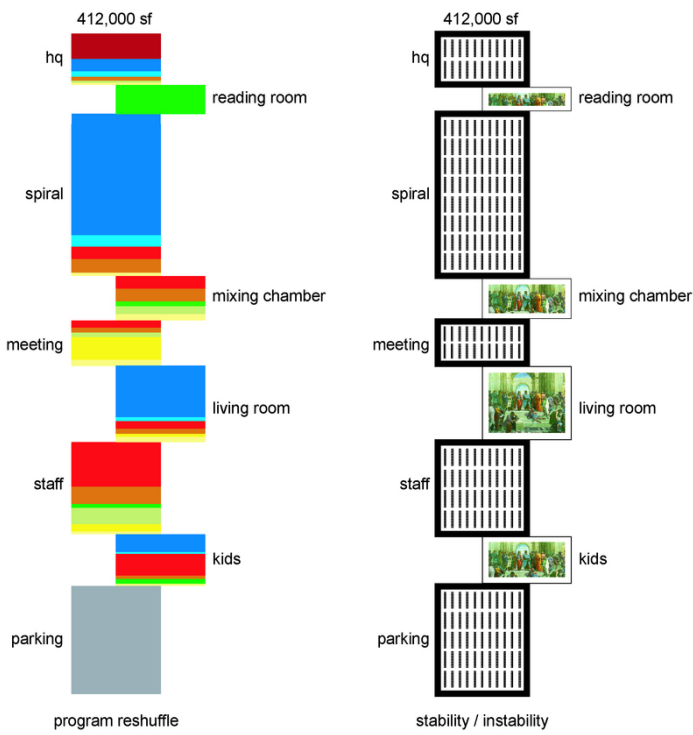 412,000 sf
hq
reading room
spiral
mixing chamber
meeting
living room
staff
kids
parking
program reshuffle
412,000 sf
hq
reading room
spiral
mixing chamber
meeting
living room
staff
kids
parking
stability / instability